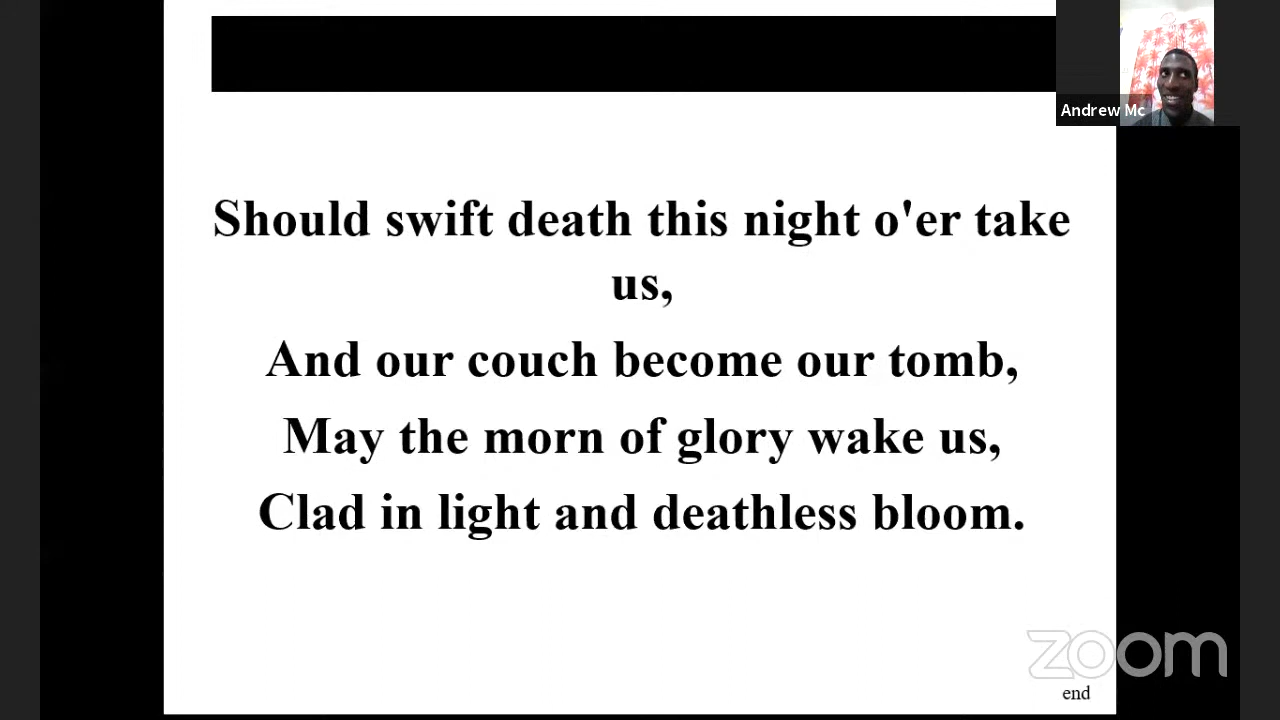 Andrew Mc
Should swift death this night o'er take
us,
And our couch become our tomb,
May the morn of glory wake us,
Clad in light and deathless bloom.
zoom
end